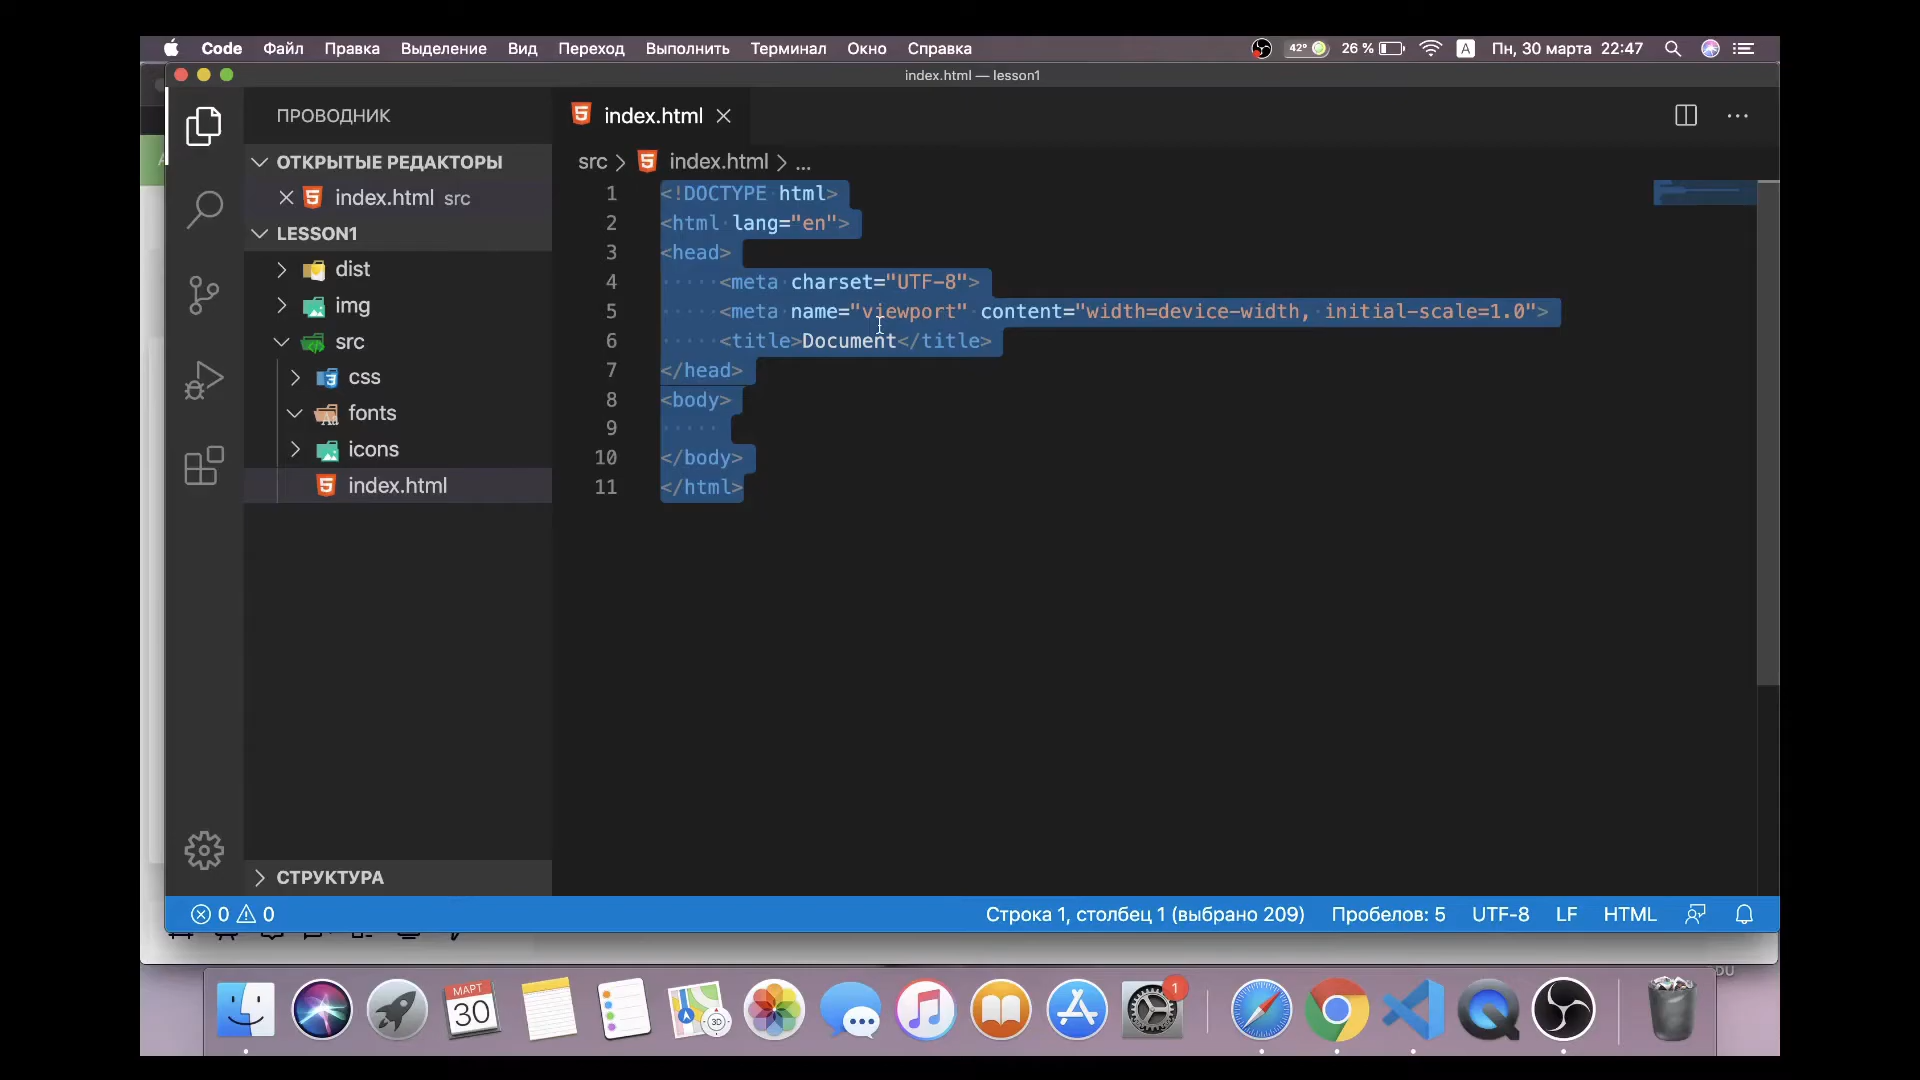 Code Файл Правка Выделение Вид Переход Выполнить Терминал Окно Справка 42° 26 % A Пн, 30 марта 22:47
index.html — lesson1
ПРОВОДНИК
index.html
ОТКРЫТЫЕ РЕДАКТОРЫ
src > index.html > ...
index.html src
LESSON1
dist
img
src
css
fonts
icons
index.html
1 <!DOCTYPE html>
2 <html lang="en">
3 <head>
4 <meta charset="UTF-8">
5 <meta name="viewport" content="width=device-width, initial-scale=1.0">
6 <title>Document</title>
7 </head>
8 <body>
9
10 </body>
11 </html>
СТРУКТУРА
0 0 Строка 1, столбец 1 (выбрано 209) Пробелов: 5 UTF-8 LF HTML
DU
МАРТ
30
3D
1